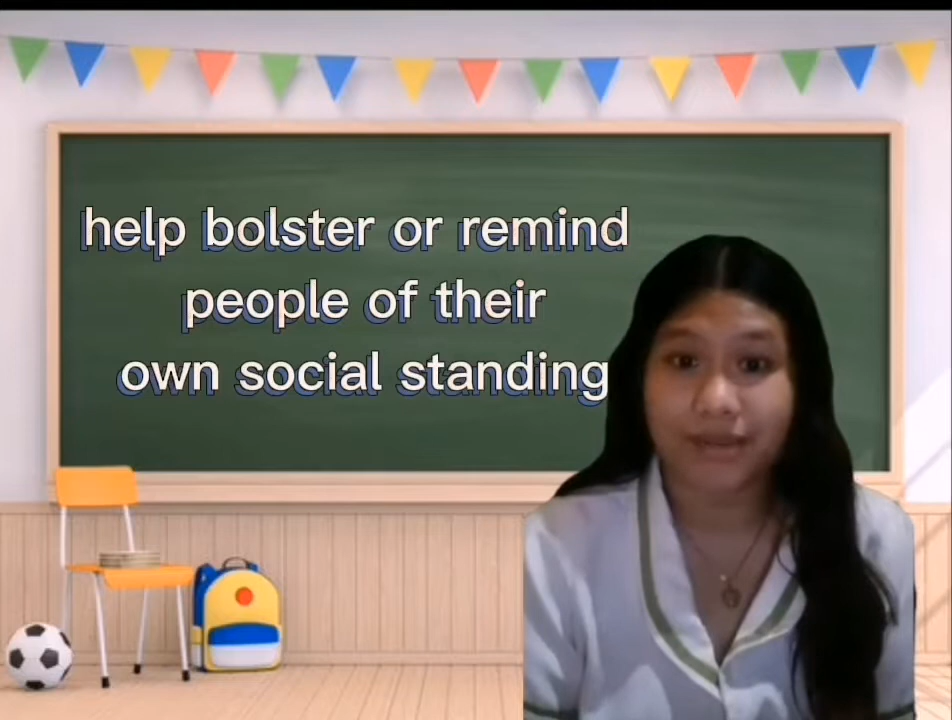 help bolster or remind
people of their
own social standing